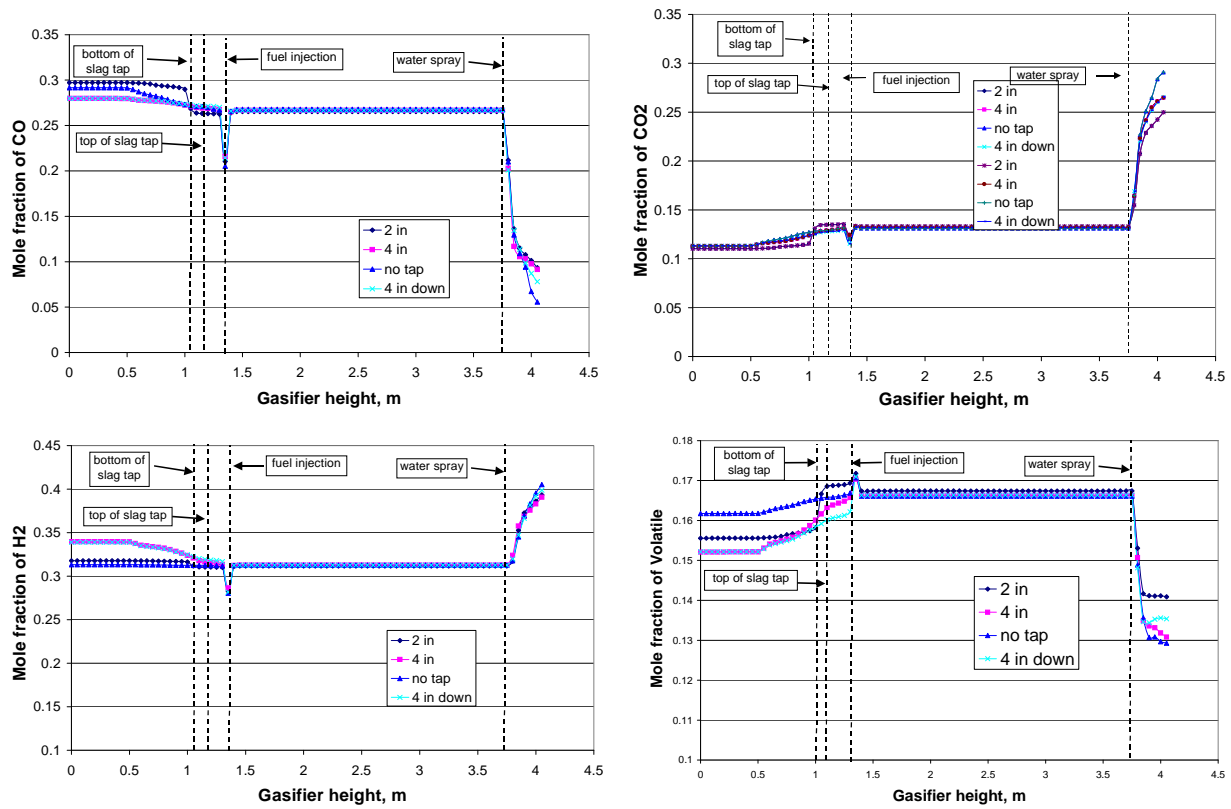 0.35
0.3
0.25
0.2
0.15
0.1
0.05
0
Mole fraction of CO
bottom of
slag tap
fuel injection
water spray
top of slag tap
2 in
4 in
no tap
4 in down
0 0.5 1 1.5 2 2.5 3 3.5 4 4.5
Gasifier height, m
0.35
0.3
0.25
0.2
0.15
0.1
0.05
0
Mole fraction of CO2
bottom of
slag tap
top of slag tap
fuel injection
water spray
2 in
4 in
no tap
4 in down
2 in
4 in
no tap
4 in down
0 0.5 1 1.5 2 2.5 3 3.5 4 4.5
Gasifier height, m
0.45
0.4
0.35
0.3
0.25
0.2
0.15
0.1
Mole fraction of H2
bottom of
slag tap
fuel injection
water spray
top of slag tap
2 in
4 in
no tap
4 in down
0 0.5 1 1.5 2 2.5 3 3.5 4 4.5
Gasifier height, m
0.18
0.17
0.16
0.15
0.14
0.13
0.12
0.11
0.1
Mole fraction of Volatile
bottom of
slag tap
fuel injection
water spray
top of slag tap
2 in
4 in
no tap
4 in down
0 0.5 1 1.5 2 2.5 3 3.5 4 4.5
Gasifier height, m